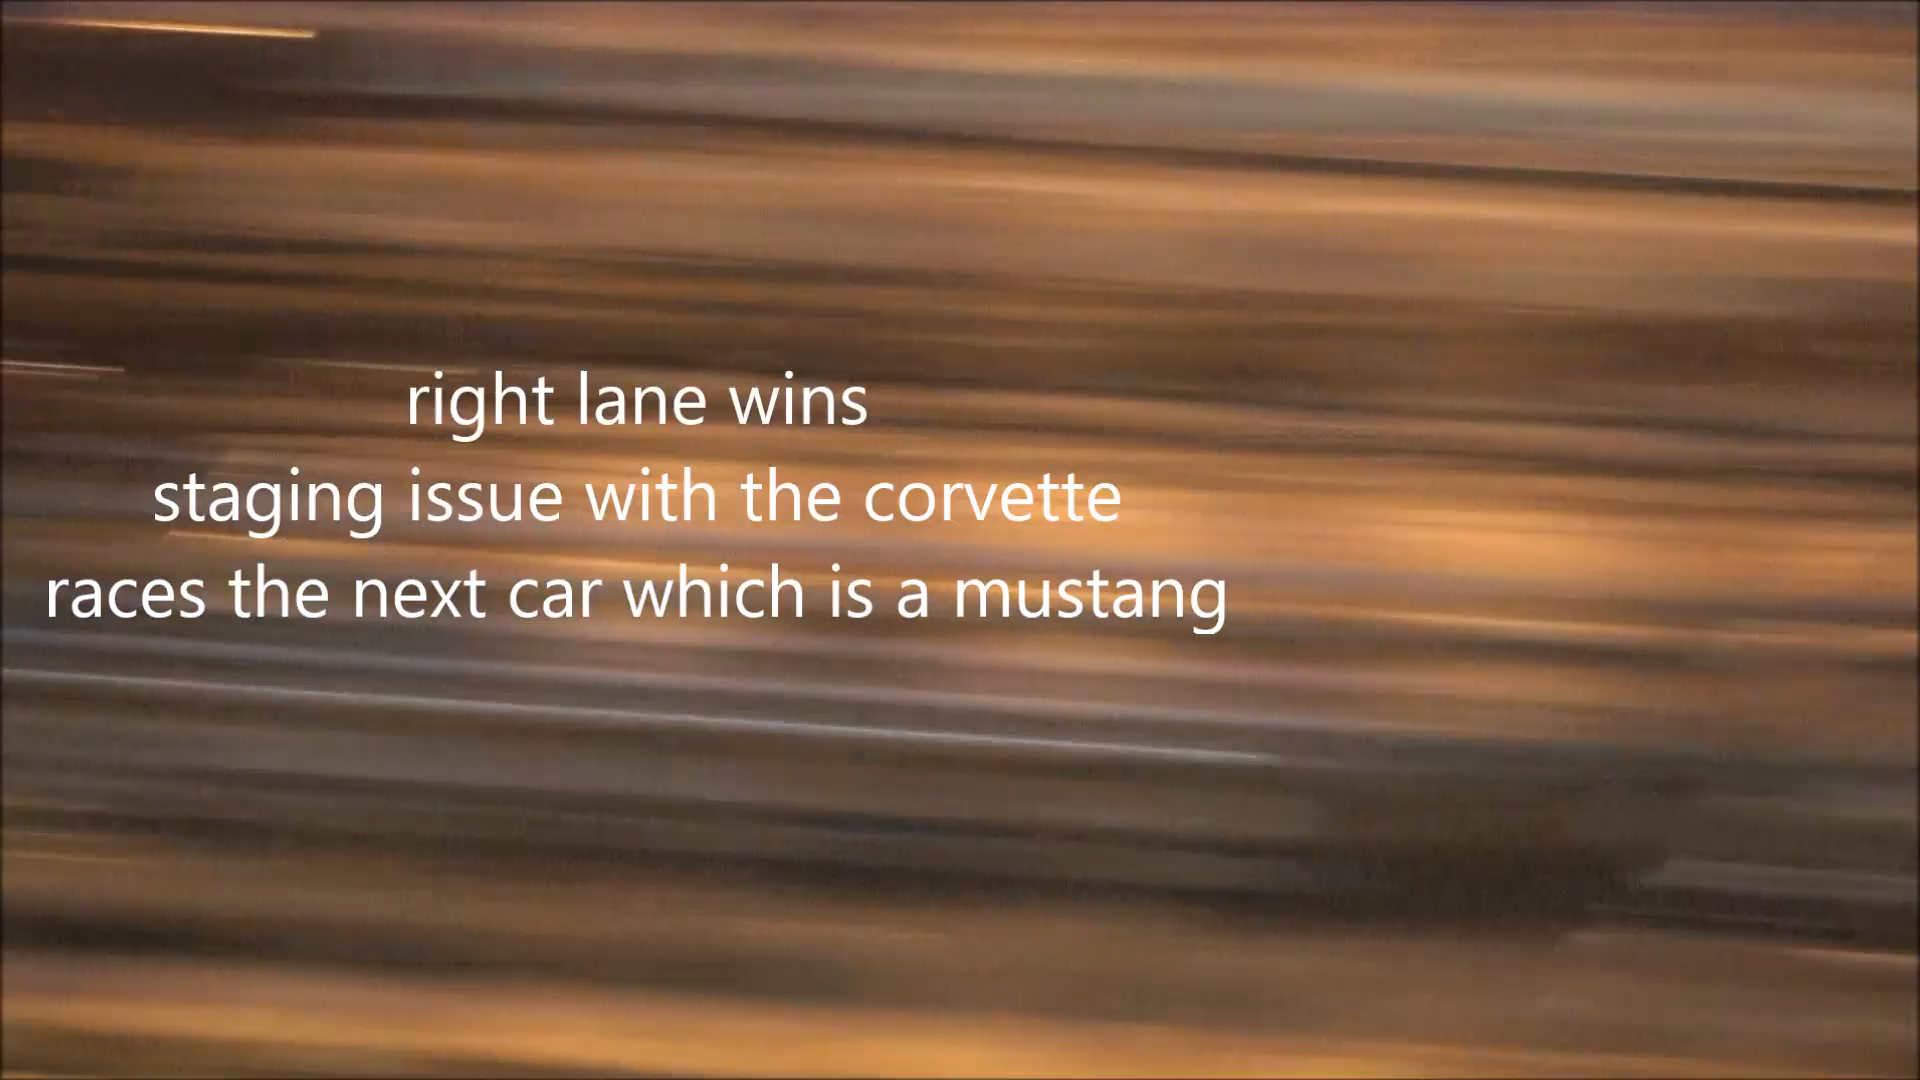 right lane wins
staging issue with the corvette
races the next car which is a mustang